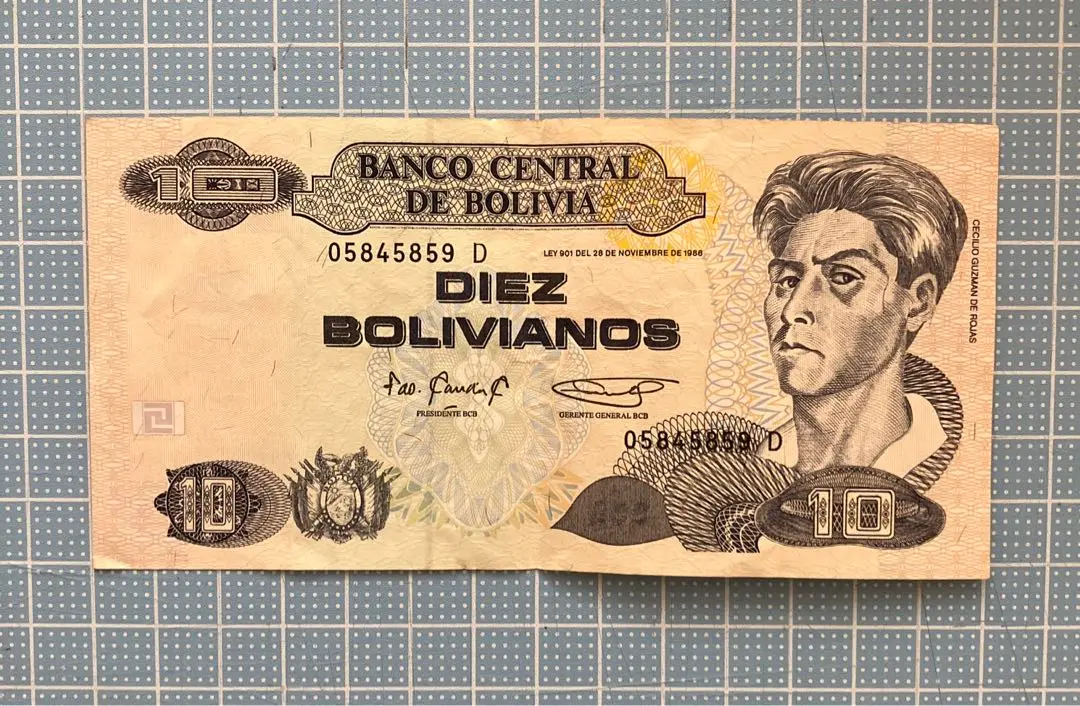 10
BANCO CENTRAL
DE BOLIVIA
05845859 D
LEY 901 DEL 28 DE NOVIEMBRE DE 1986
DIEZ
BOLIVIANOS
CECILIO GUZMAN DE ROJAS
PRESIDENTE BCB
GERENTE GENERAL BCB
05845859 D
10
10